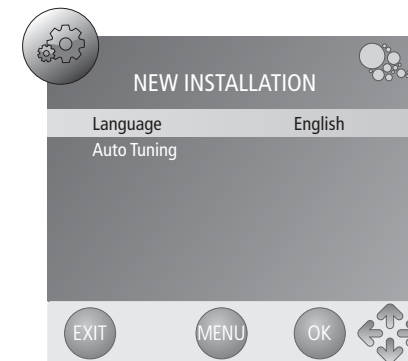 NEW INSTALLATION
Language English
Auto Tuning
EXIT MENU OK